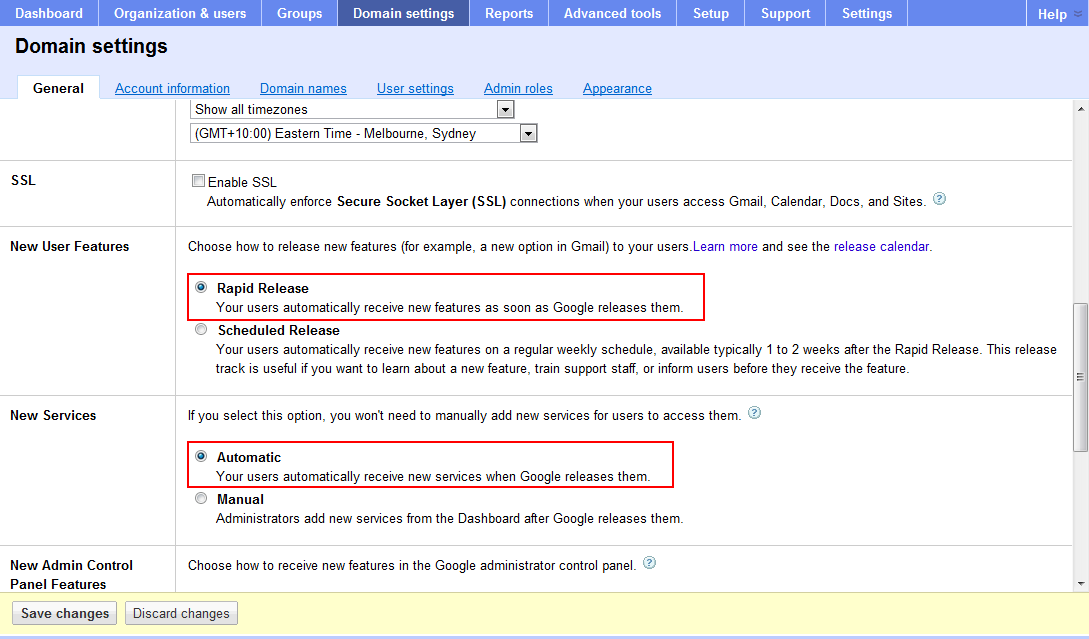 Dashboard Organization & users Groups Domain settings Reports Advanced tools Setup Support Settings Help
Domain settings
General Account information Domain names User settings Admin roles Appearance
Show all timezones
(GMT+10:00) Eastern Time - Melbourne, Sydney
SSL
Enable SSL
Automatically enforce Secure Socket Layer (SSL) connections when your users access Gmail, Calendar, Docs, and Sites. ?
New User Features
Choose how to release new features (for example, a new option in Gmail) to your users.Learn more and see the release calendar.
Rapid Release
Your users automatically receive new features as soon as Google releases them.
Scheduled Release
Your users automatically receive new features on a regular weekly schedule, available typically 1 to 2 weeks after the Rapid Release. This release
track is useful if you want to learn about a new feature, train support staff, or inform users before they receive the feature.
New Services
If you select this option, you won't need to manually add new services for users to access them. ?
Automatic
Your users automatically receive new services when Google releases them.
Manual
Administrators add new services from the Dashboard after Google releases them.
New Admin Control
Panel Features
Choose how to receive new features in the Google administrator control panel. ?
Save changes Discard changes